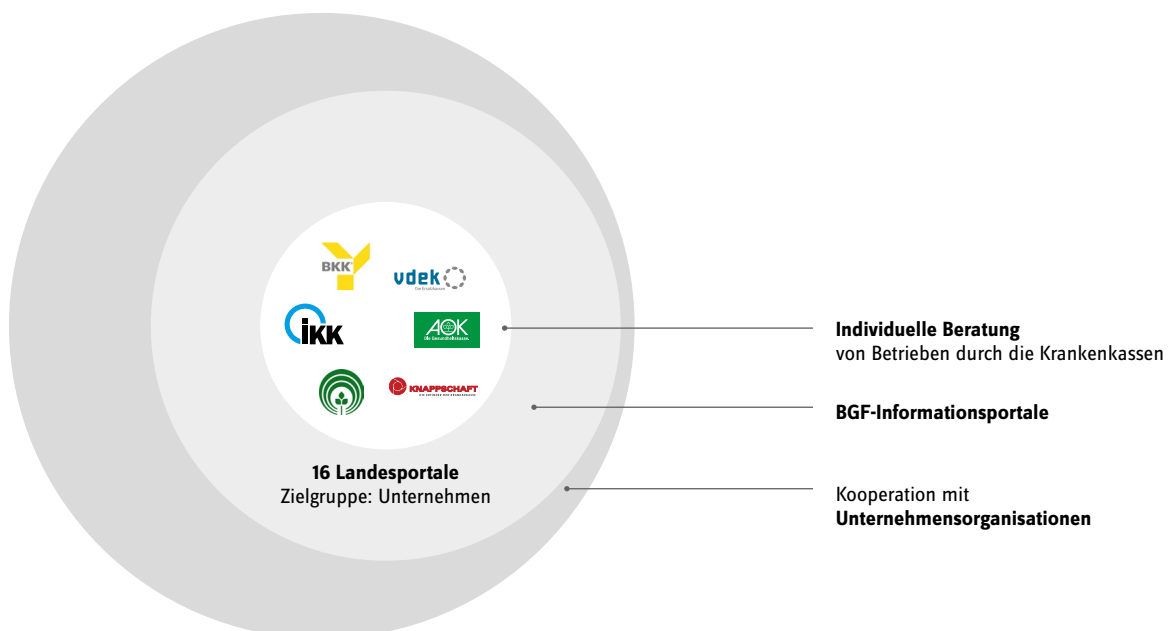 BKK
vdek
Die Ersatzkassen
iKK
AOK
Die Gesundheitskasse.
KNAPPSCHAFT
16 Landesportale
Zielgruppe: Unternehmen
Individuelle Beratung
von Betrieben durch die Krankenkassen
BGF-Informationsportale
Kooperation mit
Unternehmensorganisationen